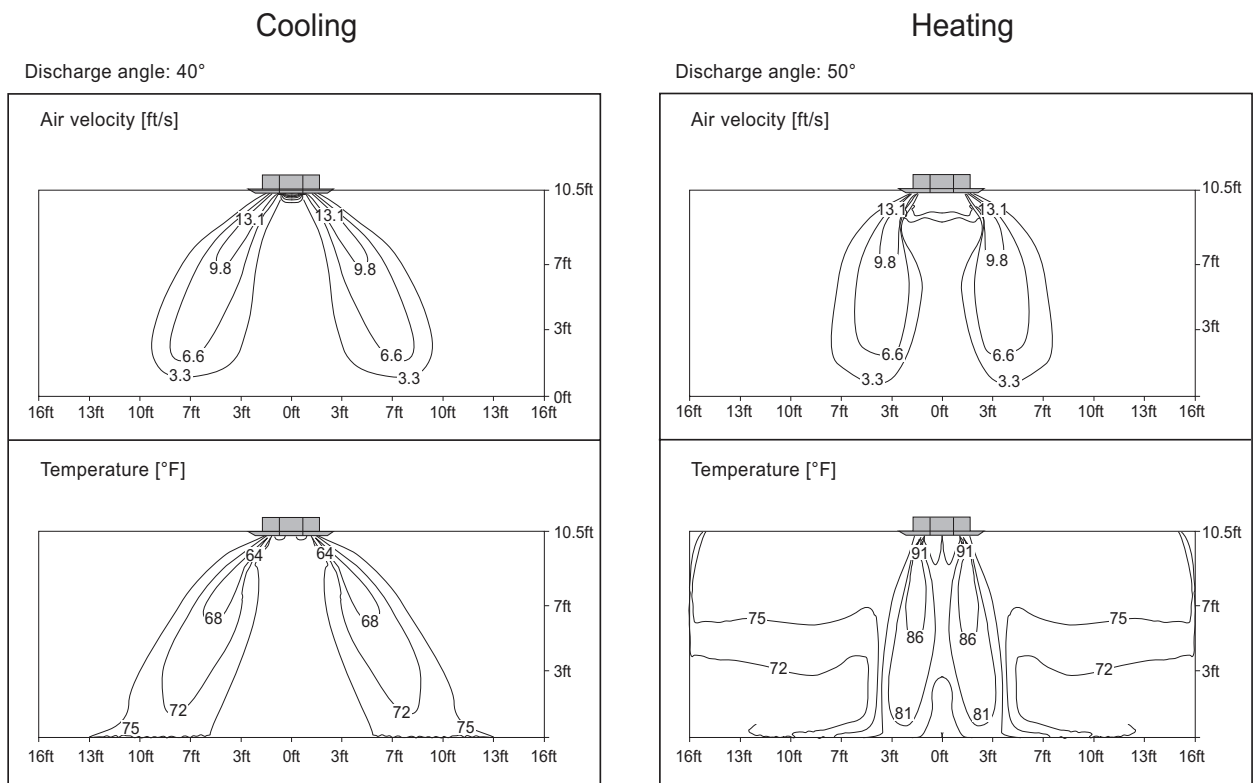 Cooling
Discharge angle: 40°
Air velocity [ft/s]
10.5ft
13.1 13.1
7ft
9.8 9.8
3ft
6.6 6.6
3.3 3.3
0ft
16ft 13ft 10ft 7ft 3ft 0ft 3ft 7ft 10ft 13ft 16ft
Temperature [°F]
10.5ft
64 64
7ft
68 68
3ft
72 72
75 75
16ft 13ft 10ft 7ft 3ft 0ft 3ft 7ft 10ft 13ft 16ft
Heating
Discharge angle: 50°
Air velocity [ft/s]
10.5ft
13.1 13.1
7ft
9.8 9.8
3ft
6.6 6.6
3.3 3.3
16ft 13ft 10ft 7ft 3ft 0ft 3ft 7ft 10ft 13ft 16ft
Temperature [°F]
10.5ft
91 91
7ft
75 75
86 86
72 72
3ft
81 81
16ft 13ft 10ft 7ft 3ft 0ft 3ft 7ft 10ft 13ft 16ft